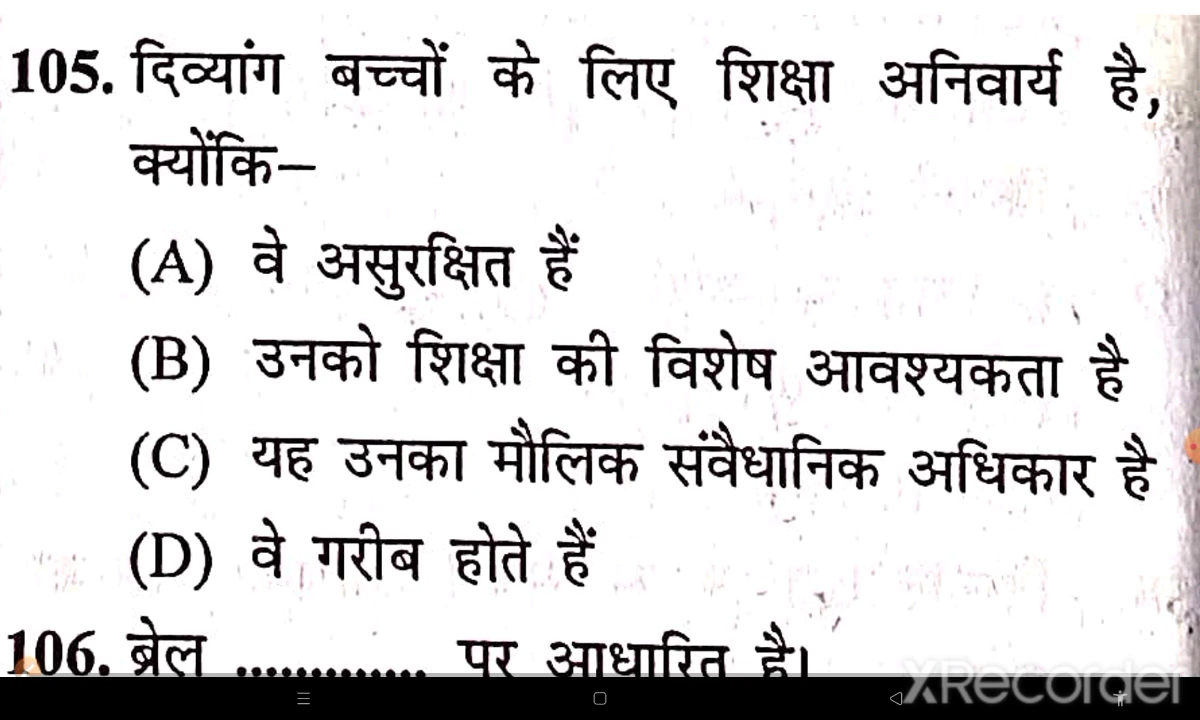 105. दिव्यांग बच्चों के लिए शिक्षा अनिवार्य है,
क्योंकि–
(A) वे असुरक्षित हैं
(B) उनको शिक्षा की विशेष आवश्यकता है
(C) यह उनका मौलिक संवैधानिक अधिकार है
(D) वे गरीब होते हैं
106. ब्रेल ............. पर आधारित है।
XRecorder